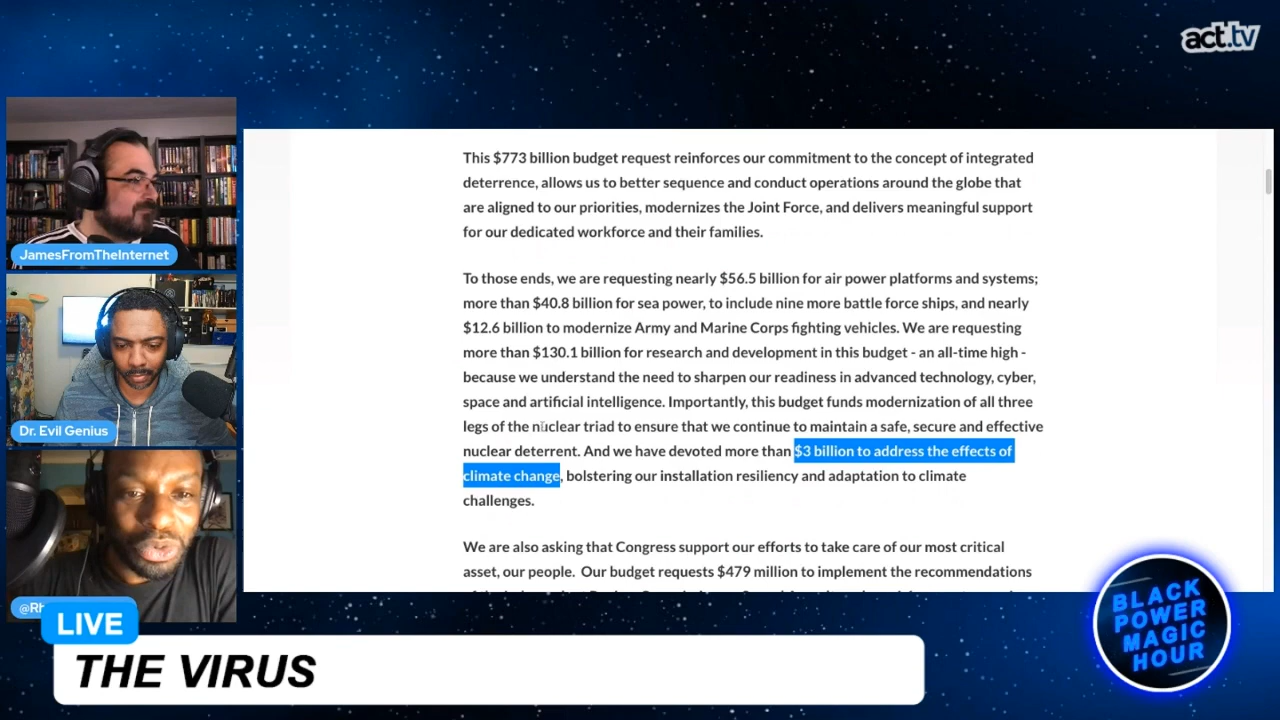 act.tv
JamesFromTheInternet
Dr. Evil Genius
This $773 billion budget request reinforces our commitment to the concept of integrated
deterrence, allows us to better sequence and conduct operations around the globe that
are aligned to our priorities, modernizes the Joint Force, and delivers meaningful support
for our dedicated workforce and their families.
To those ends, we are requesting nearly $56.5 billion for air power platforms and systems;
more than $40.8 billion for sea power, to include nine more battle force ships, and nearly
$12.6 billion to modernize Army and Marine Corps fighting vehicles. We are requesting
more than $130.1 billion for research and development in this budget - an all-time high -
because we understand the need to sharpen our readiness in advanced technology, cyber,
space and artificial intelligence. Importantly, this budget funds modernization of all three
legs of the nuclear triad to ensure that we continue to maintain a safe, secure and effective
nuclear deterrent. And we have devoted more than $3 billion to address the effects of
climate change, bolstering our installation resiliency and adaptation to climate
challenges.
We are also asking that Congress support our efforts to take care of our most critical
asset, our people. Our budget requests $479 million to implement the recommendations
LIVE
THE VIRUS
BLACK
POWER
MAGIC
HOUR